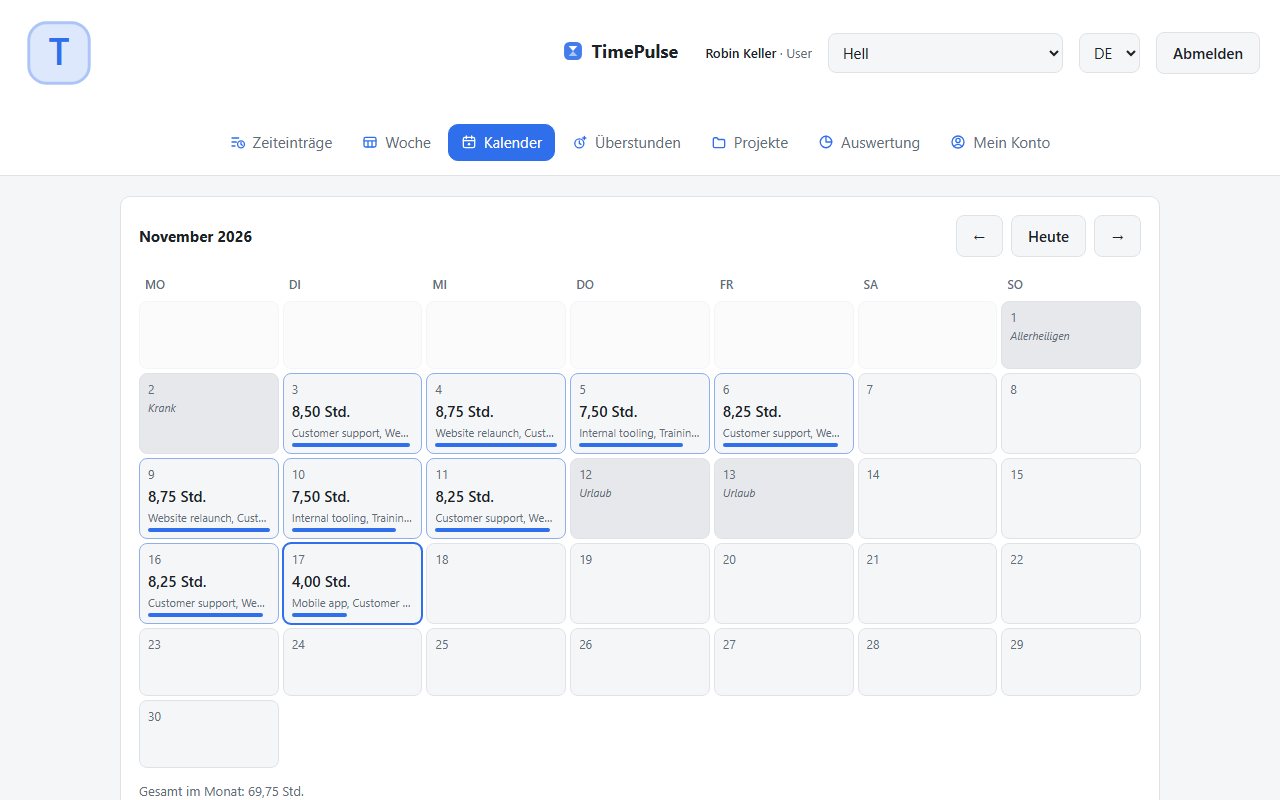 T
TimePulse
Robin Keller · User
Hell
DE
Abmelden
Zeiteinträge
Woche
Kalender
Überstunden
Projekte
Auswertung
Mein Konto
November 2026
←
Heute
→
MO DI MI DO FR SA SO
1
Allerheiligen
2
Krank
3
8,50 Std.
Customer support, We...
4
8,75 Std.
Website relaunch, Cust...
5
7,50 Std.
Internal tooling, Trainin...
6
8,25 Std.
Customer support, We...
7
8
9
8,75 Std.
Website relaunch, Cust...
10
7,50 Std.
Internal tooling, Trainin...
11
8,25 Std.
Customer support, We...
12
Urlaub
13
Urlaub
14
15
16
8,25 Std.
Customer support, We...
17
4,00 Std.
Mobile app, Customer ...
18
19
20
21
22
23
24
25
26
27
28
29
30
Gesamt im Monat: 69,75 Std.